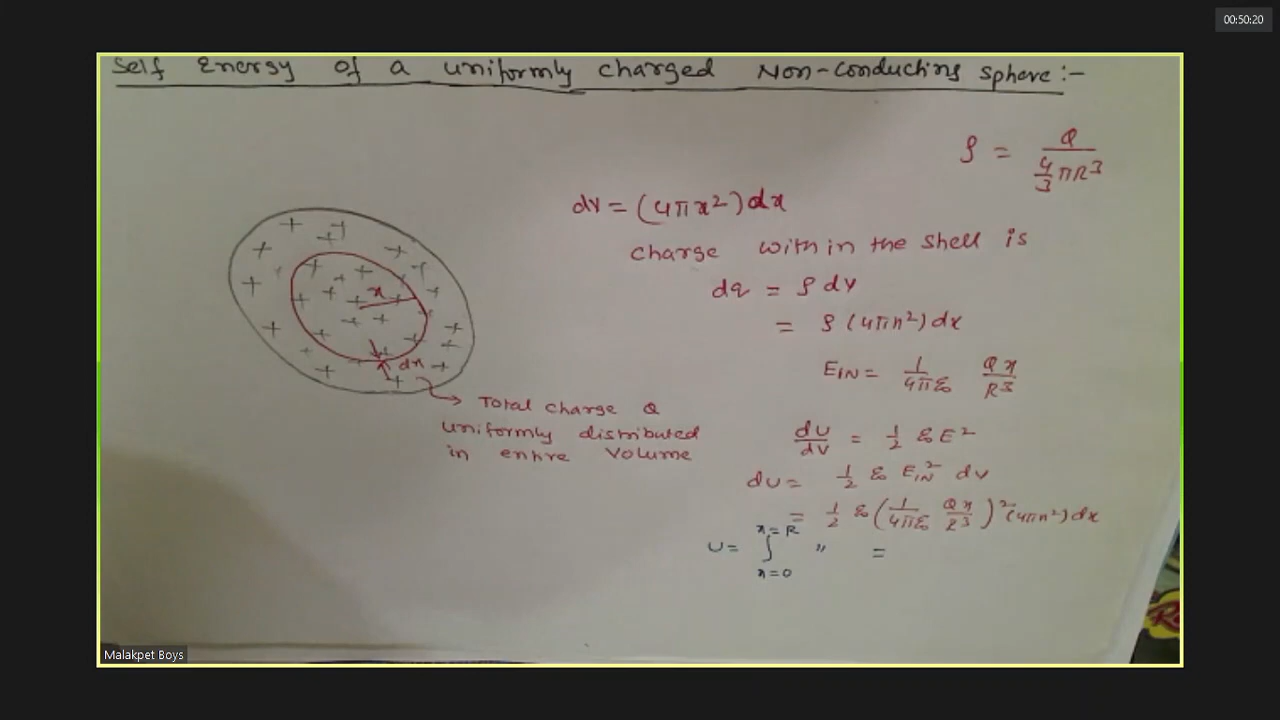 00:50:20
Self Energy of a uniformly charged Non-conducting sphere:-
ρ = Q / (4/3 πR³)
dv = (4πx²)dx
charge with in the shell is
dq = ρ dv
= ρ (4πx²)dx
x
E_IN = 1/4πε₀ Qx/R³
dx
Total charge Q
uniformly distributed
in entire volume
dU/dV = 1/2 ε₀E²
dU = 1/2 ε₀ E_IN² dv
= 1/2 ε₀ (1/4πε₀ Qx/R³)² (4πx²)dx
U = ∫ x=0 x=R " =
Malakpet Boys